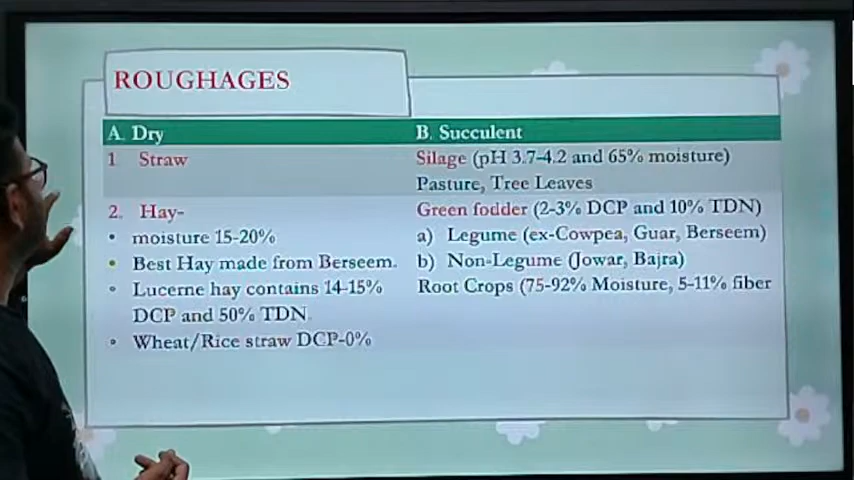 ROUGHAGES
A. Dry
B. Succulent
1 Straw
Silage (pH 3.7-4.2 and 65% moisture)
Pasture, Tree Leaves
2. Hay-
• moisture 15-20%
• Best Hay made from Berseem.
• Lucerne hay contains 14-15%
DCP and 50% TDN.
• Wheat/Rice straw DCP-0%
Green fodder (2-3% DCP and 10% TDN)
a) Legume (ex-Cowpea, Guar, Berseem)
b) Non-Legume (Jowar, Bajra)
Root Crops (75-92% Moisture, 5-11% fiber